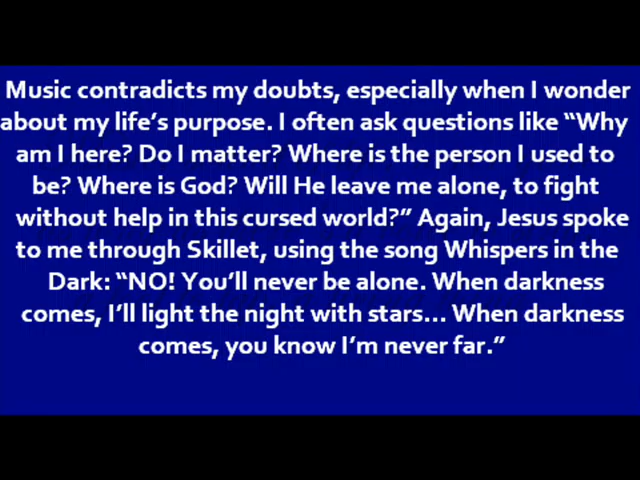 Music contradicts my doubts, especially when I wonder
about my life’s purpose. I often ask questions like “Why
am I here? Do I matter? Where is the person I used to
be? Where is God? Will He leave me alone, to fight
without help in this cursed world?” Again, Jesus spoke
to me through Skillet, using the song Whispers in the
Dark: “NO! You’ll never be alone. When darkness
comes, I’ll light the night with stars... When darkness
comes, you know I’m never far.”